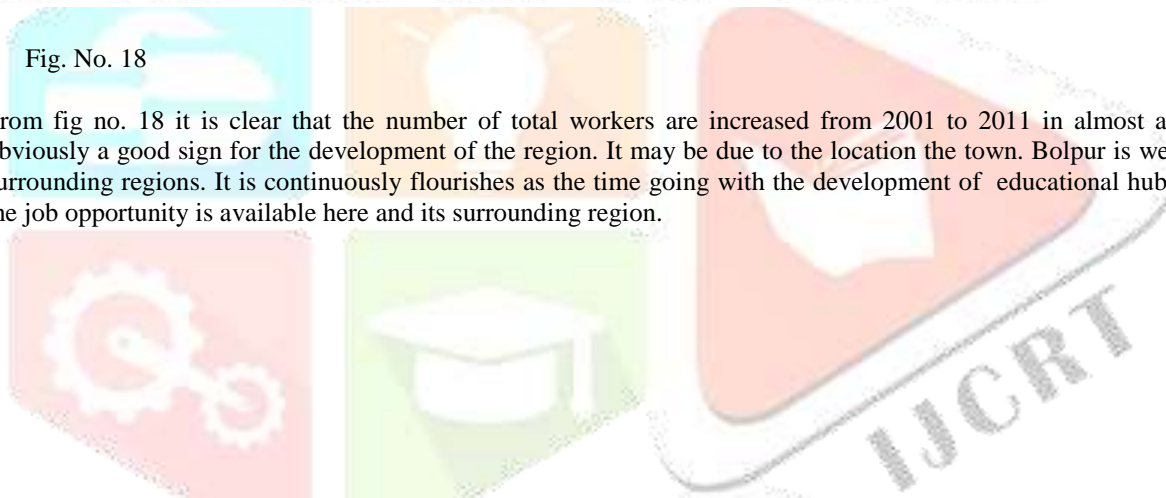 Fig. No. 18
rom fig no. 18 it is clear that the number of total workers are increased from 2001 to 2011 in almost a
bviously a good sign for the development of the region. It may be due to the location the town. Bolpur is we
urrounding regions. It is continuously flourishes as the time going with the development of educational hub
he job opportunity is available here and its surrounding region.
IJCRT